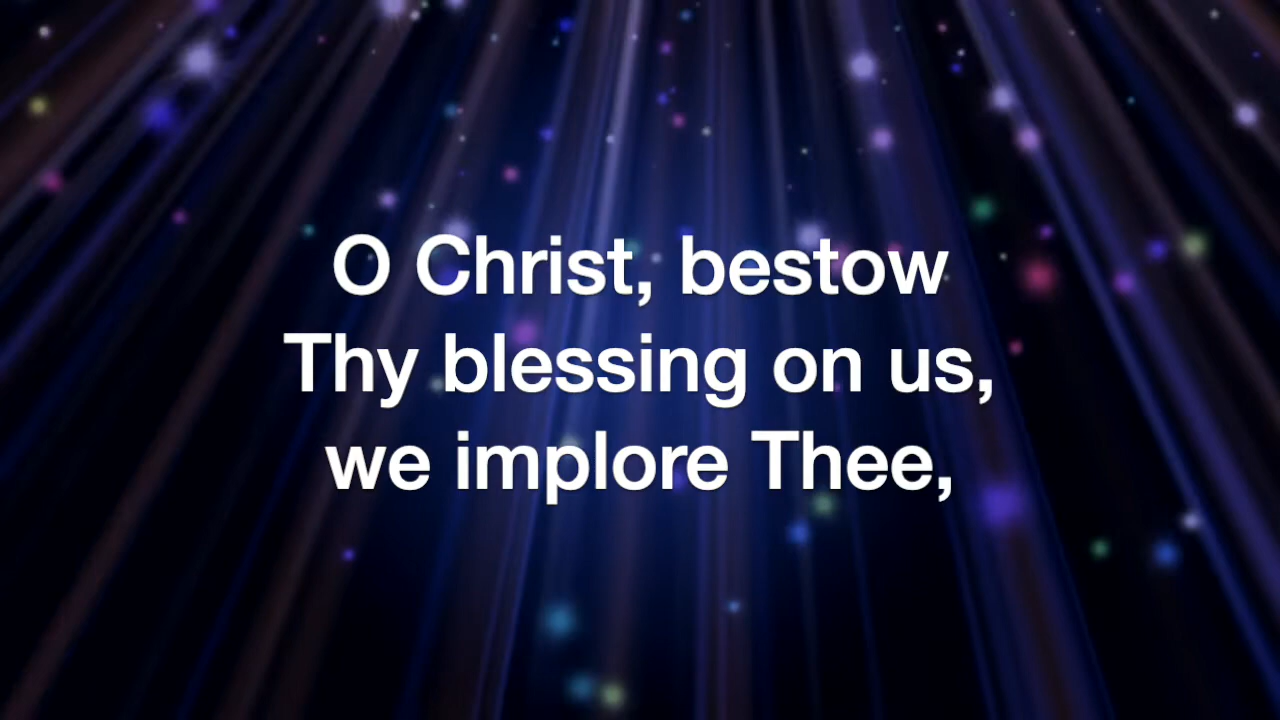 O Christ, bestow
Thy blessing on us,
we implore Thee,